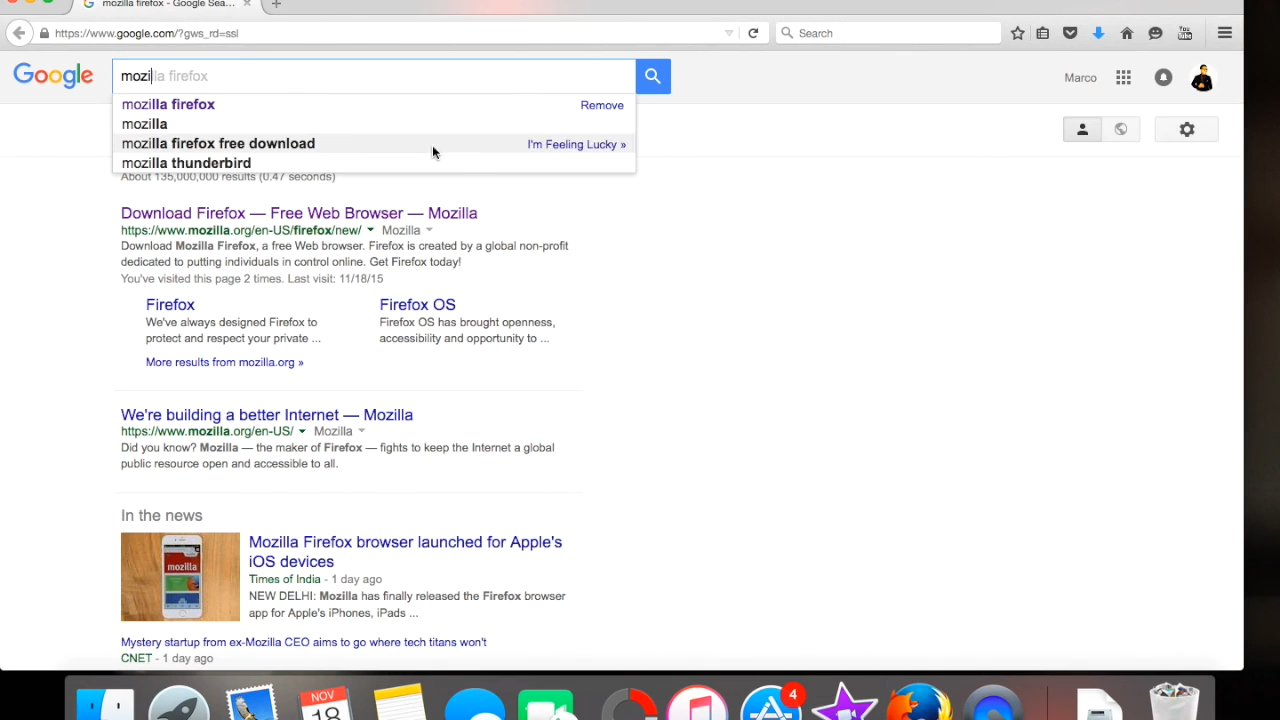 mozilla firefox - Google Sea...
https://www.google.com/?gws_rd=ssl
Search
Google
mozilla firefox
Marco
mozilla firefox
Remove
mozilla
mozilla firefox free download
I'm Feeling Lucky »
mozilla thunderbird
About 135,000,000 results (0.47 seconds)
Download Firefox — Free Web Browser — Mozilla
https://www.mozilla.org/en-US/firefox/new/
Mozilla
Download Mozilla Firefox, a free Web browser. Firefox is created by a global non-profit
dedicated to putting individuals in control online. Get Firefox today!
You've visited this page 2 times. Last visit: 11/18/15
Firefox
We've always designed Firefox to
protect and respect your private ...
Firefox OS
Firefox OS has brought openness,
accessibility and opportunity to ...
More results from mozilla.org »
We're building a better Internet — Mozilla
https://www.mozilla.org/en-US/
Mozilla
Did you know? Mozilla — the maker of Firefox — fights to keep the Internet a global
public resource open and accessible to all.
In the news
mozilla
Mozilla Firefox browser launched for Apple's
iOS devices
Times of India - 1 day ago
NEW DELHI: Mozilla has finally released the Firefox browser
app for Apple's iPhones, iPads ...
Mystery startup from ex-Mozilla CEO aims to go where tech titans won't
CNET - 1 day ago
NOV
18
4